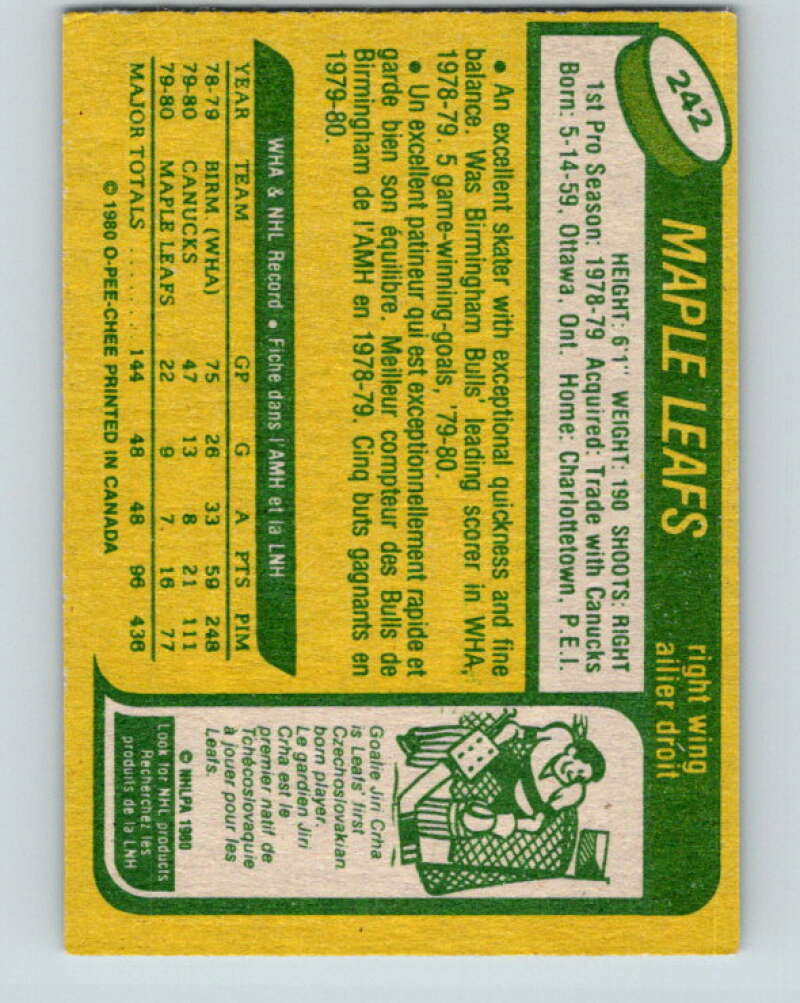 242
MAPLE LEAFS
right wing
ailier droit
HEIGHT: 6'1" WEIGHT: 190 SHOOTS: RIGHT
1st Pro Season: 1978-79 Acquired: Trade with Canucks
Born: 5-14-59, Ottawa, Ont. Home: Charlottetown, P.E.I.
• An excellent skater with exceptional quickness and fine
balance. Was Birmingham Bulls' leading scorer in WHA,
1978-79. 5 game-winning-goals, '79-80.
• Un excellent patineur qui est exceptionnellement rapide et
garde bien son équilibre. Meilleur compteur des Bulls de
Birmingham de l'AMH en 1978-79. Cinq buts gagnants en
1979-80.
WHA & NHL Record • Fiche dans l'AMH et la LNH
YEAR TEAM GP G A PTS PIM
78-79 BIRM. (WHA) 75 26 33 59 248
79-80 CANUCKS 47 13 8 21 111
79-80 MAPLE LEAFS 22 9 7 16 77
MAJOR TOTALS ....... 144 48 48 96 436
© 1980 O-PEE-CHEE PRINTED IN CANADA
Goalie Jiri Crha
is Leafs' first
Czechoslovakian
born player.
Le gardien Jiri
Crha est le
premier natif de
Tchécoslovaquie
à jouer pour les
Leafs.
© NHLPA 1980
Look for NHL products
Recherchez les
produits de la LNH